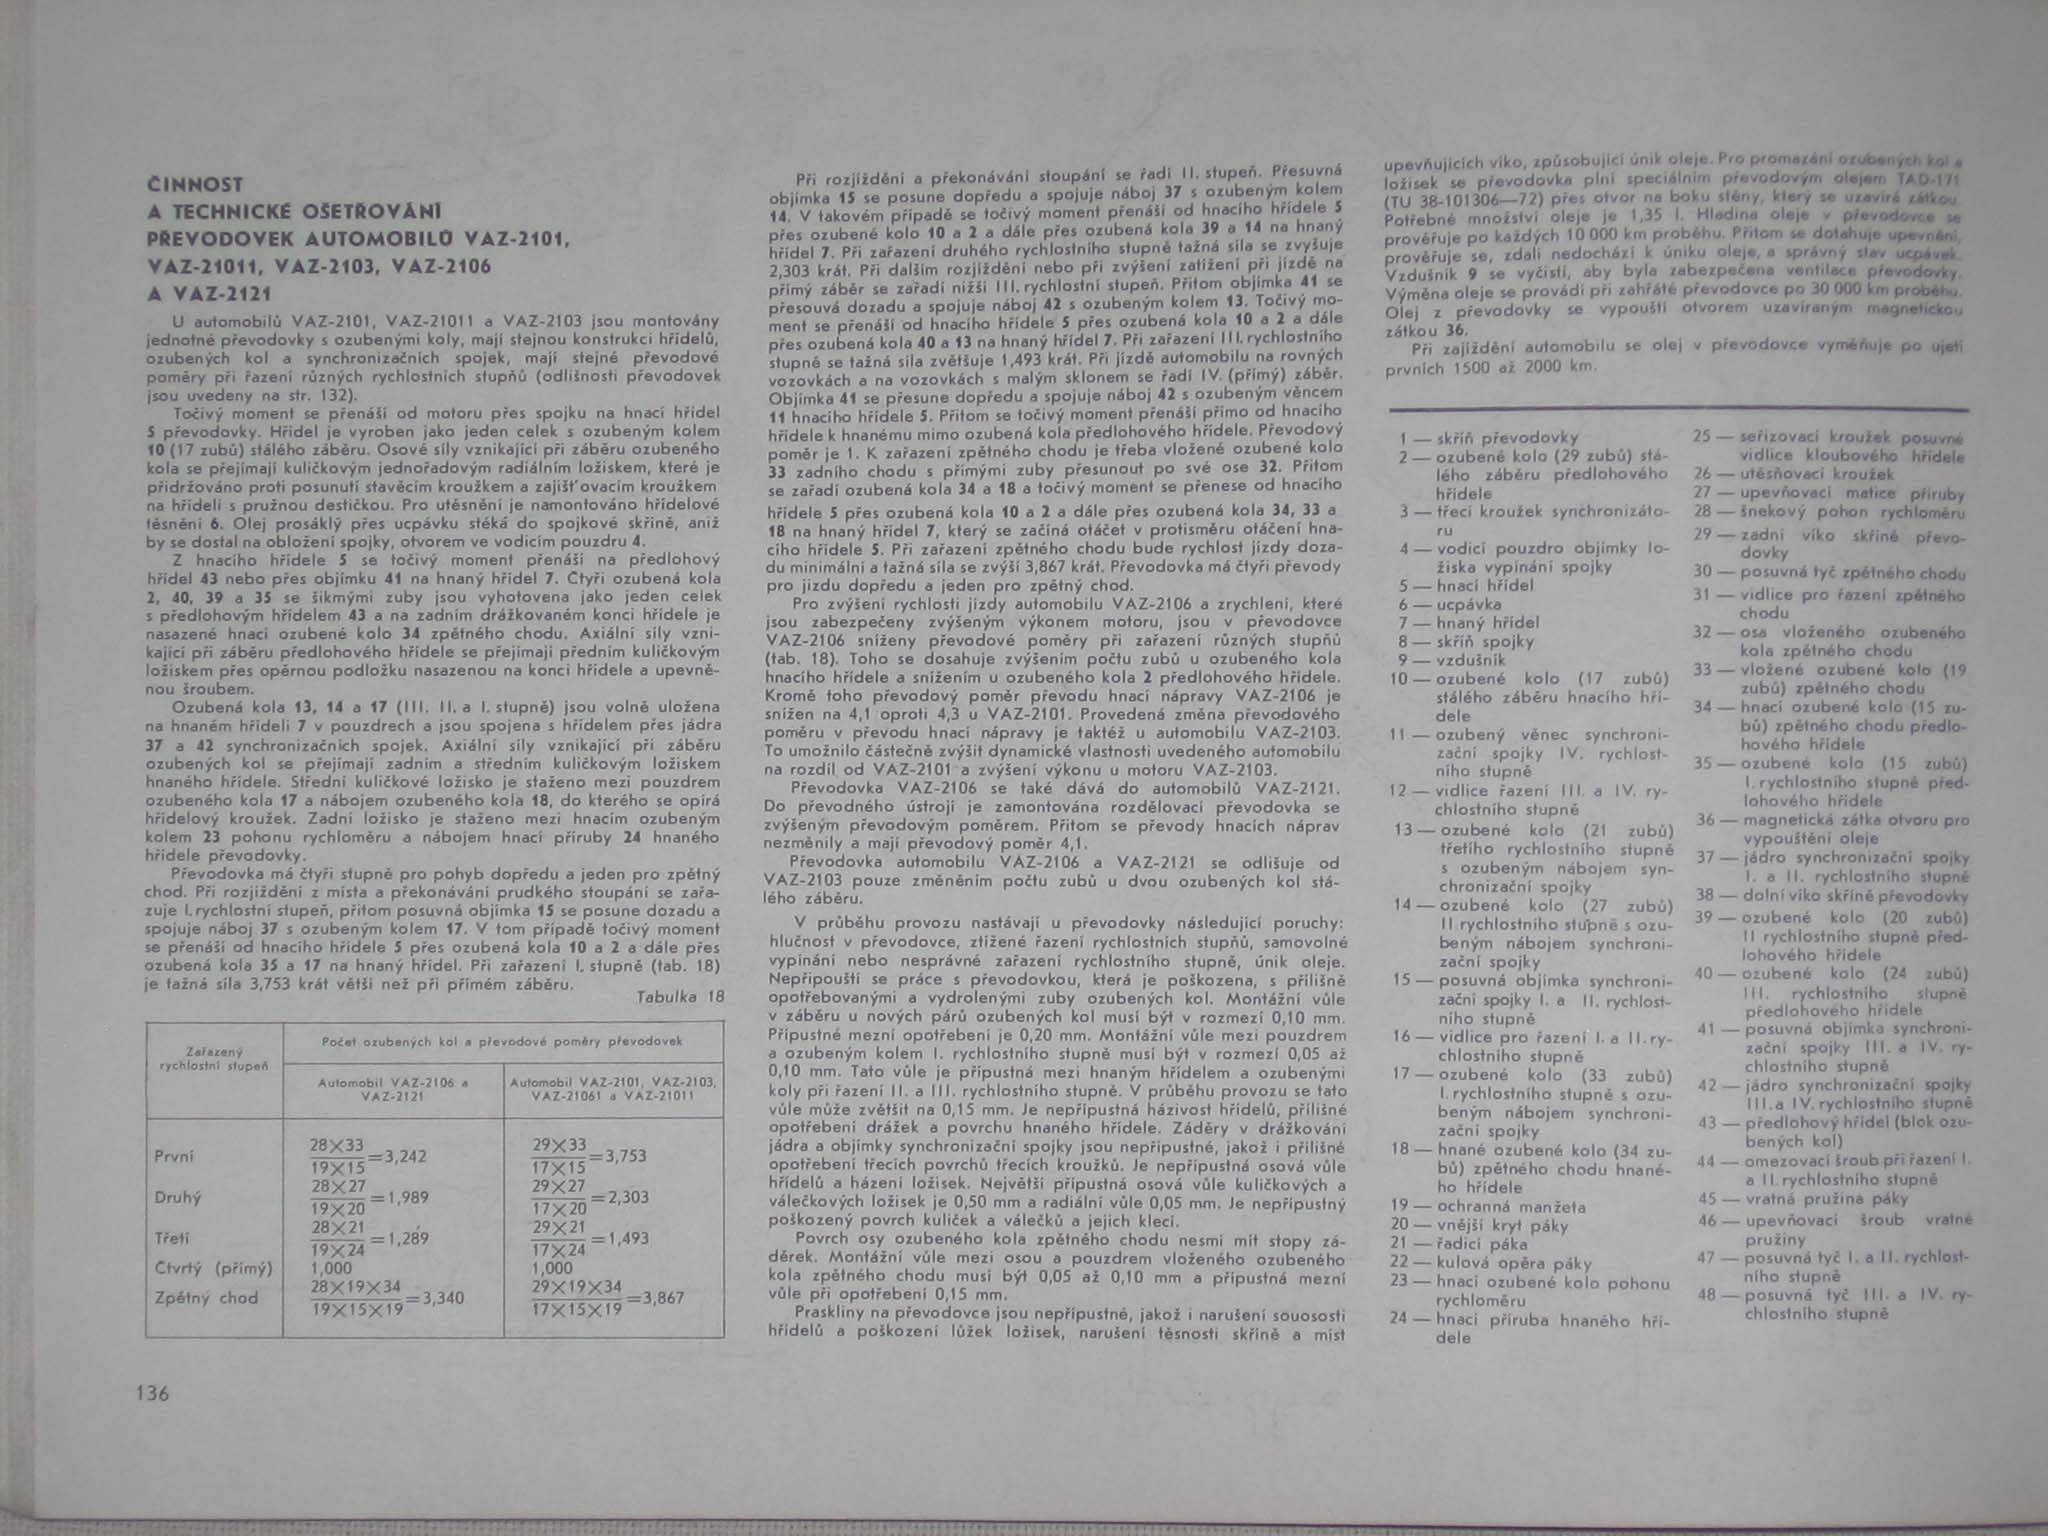 ČINNOST
A TECHNICKÉ OŠETŘOVÁNÍ
PŘEVODOVEK AUTOMOBILŮ VAZ-2101,
VAZ-21011, VAZ-2103, VAZ-2106
A VAZ-2121
U automobilů VAZ-2101, VAZ-21011 a VAZ-2103 jsou montovány
jednotné převodovky s ozubenými koly, mají stejnou konstrukci hřídelů,
ozubených kol a synchronizačních spojek, mají stejné převodové
poměry při řazení různých rychlostních stupňů (odlišnosti převodovek
jsou uvedeny na str. 132).
Točivý moment se přenáší od motoru přes spojku na hnací hřídel
5 převodovky. Hřídel je vyroben jako jeden celek s ozubeným kolem
10 (17 zubů) stálého záběru. Osové síly vznikající při záběru ozubeného
kola se přejímají kuličkovým jednořadovým radiálním ložiskem, které je
přidržováno proti posunutí stavěcím kroužkem a zajišťovacím kroužkem
na hřídeli s pružnou destičkou. Pro utěsnění je namontováno hřídelové
těsnění 6. Olej prosáklý přes ucpávku stéká do spojkové skříně, aniž
by se dostal na obložení spojky, otvorem ve vodicím pouzdru 4.
Z hnacího hřídele 5 se točivý moment přenáší na předlohový
hřídel 43 nebo přes objímku 41 na hnaný hřídel 7. Čtyři ozubená kola
2, 40, 39 a 35 se šikmými zuby jsou vyhotovena jako jeden celek
s předlohovým hřídelem 43 a na zadním drážkovaném konci hřídele je
nasazené hnací ozubené kolo 34 zpětného chodu. Axiální síly vzni-
kající při záběru předlohového hřídele se přejímají předním kuličkovým
ložiskem přes opěrnou podložku nasazenou na konci hřídele a upevně-
nou šroubem.
Ozubená kola 13, 14 a 17 (III. II. a I. stupně) jsou volně uložena
na hnaném hřídeli 7 v pouzdrech a jsou spojena s hřídelem přes jádra
37 a 42 synchronizačních spojek. Axiální síly vznikající při záběru
ozubených kol se přejímají zadním a středním kuličkovým ložiskem
hnaného hřídele. Střední kuličkové ložisko je staženo mezi pouzdrem
ozubeného kola 17 a nábojem ozubeného kola 18, do kterého se opírá
hřídelový kroužek. Zadní ložisko je staženo mezi hnacím ozubeným
kolem 23 pohonu rychloměru a nábojem hnací příruby 24 hnaného
hřídele převodovky.
Převodovka má čtyři stupně pro pohyb dopředu a jeden pro zpětný
chod. Při rozjíždění z místa a překonávání prudkého stoupání se zařa-
zuje I. rychlostní stupeň, přitom posuvná objímka 15 se posune dozadu a
spojuje náboj 37 s ozubeným kolem 17. V tom případě točivý moment
se přenáší od hnacího hřídele 5 přes ozubená kola 10 a 2 a dále přes
ozubená kola 35 a 17 na hnaný hřídel. Při zařazení I. stupně (tab. 18)
je tažná síla 3,753 krát větší než při přímém záběru.
Tabulka 18
Zařazený
rychlostní stupeň
Počet ozubených kol a převodové poměry převodovek
Automobil VAZ-2106 a
VAZ-2121
Automobil VAZ-2101, VAZ-2103,
VAZ-21061 a VAZ-21011
První 28×33/19×15=3,242 29×33/17×15=3,753
Druhý 28×27/19×20=1,989 29×27/17×20=2,303
Třetí 28×21/19×24=1,289 29×21/17×24=1,493
Čtvrtý (přímý) 1,000 1,000
Zpětný chod 28×19×34/19×15×19=3,340 29×19×34/17×15×19=3,867
136
Při rozjíždění a překonávání stoupání se řadí II. stupeň. Přesuvná
objímka 15 se posune dopředu a spojuje náboj 37 s ozubeným kolem
14. V takovém případě se točivý moment přenáší od hnacího hřídele 5
přes ozubené kolo 10 a 2 a dále přes ozubená kola 39 a 14 na hnaný
hřídel 7. Při zařazení druhého rychlostního stupně tažná síla se zvyšuje
2,303 krát. Při dalším rozjíždění nebo při zvýšení zatížení při jízdě na
přímý záběr se zařadí nižší III. rychlostní stupeň. Přitom objímka 41 se
přesouvá dozadu a spojuje náboj 42 s ozubeným kolem 13. Točivý mo-
ment se přenáší od hnacího hřídele 5 přes ozubená kola 10 a 2 a dále
přes ozubená kola 40 a 13 na hnaný hřídel 7. Při zařazení III. rychlostního
stupně se tažná síla zvětšuje 1,493 krát. Při jízdě automobilu na rovných
vozovkách a na vozovkách s malým sklonem se řadí IV. (přímý) záběr.
Objímka 41 se přesune dopředu a spojuje náboj 42 s ozubeným věncem
11 hnacího hřídele 5. Přitom se točivý moment přenáší přímo od hnacího
hřídele k hnanému mimo ozubená kola předlohového hřídele. Převodový
poměr je 1. K zařazení zpětného chodu je třeba vložené ozubené kolo
33 zadního chodu s přímými zuby přesunout po své ose 32. Přitom
se zařadí ozubená kola 34 a 18 a točivý moment se přenese od hnacího
hřídele 5 přes ozubená kola 10 a 2 a dále přes ozubená kola 34, 33 a
18 na hnaný hřídel 7, který se začíná otáčet v protisměru otáčení hna-
cího hřídele 5. Při zařazení zpětného chodu bude rychlost jízdy doza-
du minimální a tažná síla se zvýší 3,867 krát. Převodovka má čtyři převody
pro jízdu dopředu a jeden pro zpětný chod.
Pro zvýšení rychlosti jízdy automobilu VAZ-2106 a zrychlení, které
jsou zabezpečeny zvýšeným výkonem motoru, jsou v převodovce
VAZ-2106 sníženy převodové poměry při zařazení různých stupňů
(tab. 18). Toho se dosahuje zvýšením počtu zubů u ozubeného kola
hnacího hřídele a snížením u ozubeného kola 2 předlohového hřídele.
Kromě toho převodový poměr převodu hnací nápravy VAZ-2106 je
snížen na 4,1 oproti 4,3 u VAZ-2101. Provedená změna převodového
poměru v převodu hnací nápravy je taktéž u automobilu VAZ-2103.
To umožnilo částečně zvýšit dynamické vlastnosti uvedeného automobilu
na rozdíl od VAZ-2101 a zvýšení výkonu u motoru VAZ-2103.
Převodovka VAZ-2106 se také dává do automobilů VAZ-2121.
Do převodného ústrojí je zamontována rozdělovací převodovka se
zvýšeným převodovým poměrem. Přitom se převody hnacích náprav
nezměnily a mají převodový poměr 4,1.
Převodovka automobilu VAZ-2106 a VAZ-2121 se odlišuje od
VAZ-2103 pouze změněním počtu zubů u dvou ozubených kol stá-
lého záběru.
V průběhu provozu nastávají u převodovky následující poruchy:
hlučnost v převodovce, ztížené řazení rychlostních stupňů, samovolné
vypínání nebo nesprávné zařazení rychlostního stupně, únik oleje.
Nepřipouští se práce s převodovkou, která je poškozena, s přílišně
opotřebovanými a vydrolenými zuby ozubených kol. Montážní vůle
v záběru u nových párů ozubených kol musí být v rozmezí 0,10 mm.
Přípustné mezní opotřebení je 0,20 mm. Montážní vůle mezi pouzdrem
a ozubeným kolem I. rychlostního stupně musí být v rozmezí 0,05 až
0,10 mm. Tato vůle je přípustná mezi hnaným hřídelem a ozubenými
koly při řazení II. a III. rychlostního stupně. V průběhu provozu se tato
vůle může zvětšit na 0,15 mm. Je nepřípustná házivost hřídelů, přílišné
opotřebení drážek a povrchu hnaného hřídele. Záděry v drážkování
jádra a objímky synchronizační spojky jsou nepřípustné, jakož i přílišné
opotřebení třecích povrchů třecích kroužků. Je nepřípustná osová vůle
hřídelů a házení ložisek. Největší přípustná osová vůle kuličkových a
válečkových ložisek je 0,50 mm a radiální vůle 0,05 mm. Je nepřípustný
poškozený povrch kuliček a válečků a jejich klecí.
Povrch osy ozubeného kola zpětného chodu nesmí mít stopy zá-
děrek. Montážní vůle mezi osou a pouzdrem vloženého ozubeného
kola zpětného chodu musí být 0,05 až 0,10 mm a přípustná mezní
vůle při opotřebení 0,15 mm.
Praskliny na převodovce jsou nepřípustné, jakož i narušení souososti
hřídelů a poškození lůžek ložisek, narušení těsnosti skříně a míst
upevňujících víko, způsobující únik oleje. Pro promazání ozubených kol a
ložisek se převodovka plní speciálním převodovým olejem TAD-17I
(TU 38-101306—72) přes otvor na boku stěny, který se uzavírá zátkou.
Potřebné množství oleje je 1,35 l. Hladina oleje v převodovce se
prověřuje po každých 10 000 km proběhu. Přitom se dotahuje upevnění,
prověřuje se, zdali nedochází k úniku oleje, a správný stav ucpávek.
Vzdušník 9 se vyčistí, aby byla zabezpečena ventilace převodovky.
Výměna oleje se provádí při zahřáté převodovce po 30 000 km proběhu.
Olej z převodovky se vypouští otvorem uzavíraným magnetickou
zátkou 36.
Při zajíždění automobilu se olej v převodovce vyměňuje po ujetí
prvních 1500 až 2000 km.
1 — skříň převodovky
2 — ozubené kolo (29 zubů) stá-
lého záběru předlohového
hřídele
3 — třecí kroužek synchronizáto-
ru
4 — vodicí pouzdro objímky lo-
žiska vypínání spojky
5 — hnací hřídel
6 — ucpávka
7 — hnaný hřídel
8 — skříň spojky
9 — vzdušník
10 — ozubené kolo (17 zubů)
stálého záběru hnacího hří-
dele
11 — ozubený věnec synchroni-
zační spojky IV. rychlost-
ního stupně
12 — vidlice řazení III. a IV. ry-
chlostního stupně
13 — ozubené kolo (21 zubů)
třetího rychlostního stupně
s ozubeným nábojem syn-
chronizační spojky
14 — ozubené kolo (27 zubů)
II rychlostního stupně s ozu-
beným nábojem synchroni-
zační spojky
15 — posuvná objímka synchroni-
zační spojky I. a II. rychlost-
ního stupně
16 — vidlice pro řazení I. a II. ry-
chlostního stupně
17 — ozubené kolo (33 zubů)
I. rychlostního stupně s ozu-
beným nábojem synchroni-
zační spojky
18 — hnané ozubené kolo (34 zu-
bů) zpětného chodu hnané-
ho hřídele
19 — ochranná manžeta
20 — vnější kryt páky
21 — řadicí páka
22 — kulová opěra páky
23 — hnací ozubené kolo pohonu
rychloměru
24 — hnací příruba hnaného hří-
dele
25 — seřizovací kroužek posuvné
vidlice kloubového hřídele
26 — utěsňovací kroužek
27 — upevňovací matice příruby
28 — šnekový pohon rychloměru
29 — zadní víko skříně převo-
dovky
30 — posuvná tyč zpětného chodu
31 — vidlice pro řazení zpětného
chodu
32 — osa vloženého ozubeného
kola zpětného chodu
33 — vložené ozubené kolo (19
zubů) zpětného chodu
34 — hnací ozubené kolo (15 zu-
bů) zpětného chodu předlo-
hového hřídele
35 — ozubené kolo (15 zubů)
I. rychlostního stupně před-
lohového hřídele
36 — magnetická zátka otvoru pro
vypouštění oleje
37 — jádro synchronizační spojky
I. a II. rychlostního stupně
38 — dolní víko skříně převodovky
39 — ozubené kolo (20 zubů)
II rychlostního stupně před-
lohového hřídele
40 — ozubené kolo (24 zubů)
III. rychlostního stupně
předlohového hřídele
41 — posuvná objímka synchroni-
zační spojky III. a IV. ry-
chlostního stupně
42 — jádro synchronizační spojky
III. a IV. rychlostního stupně
43 — předlohový hřídel (blok ozu-
bených kol)
44 — omezovací šroub při řazení I.
a II. rychlostního stupně
45 — vratná pružina páky
46 — upevňovací šroub vratné
pružiny
47 — posuvná tyč I. a II. rychlost-
ního stupně
48 — posuvná tyč III. a IV. ry-
chlostního stupně